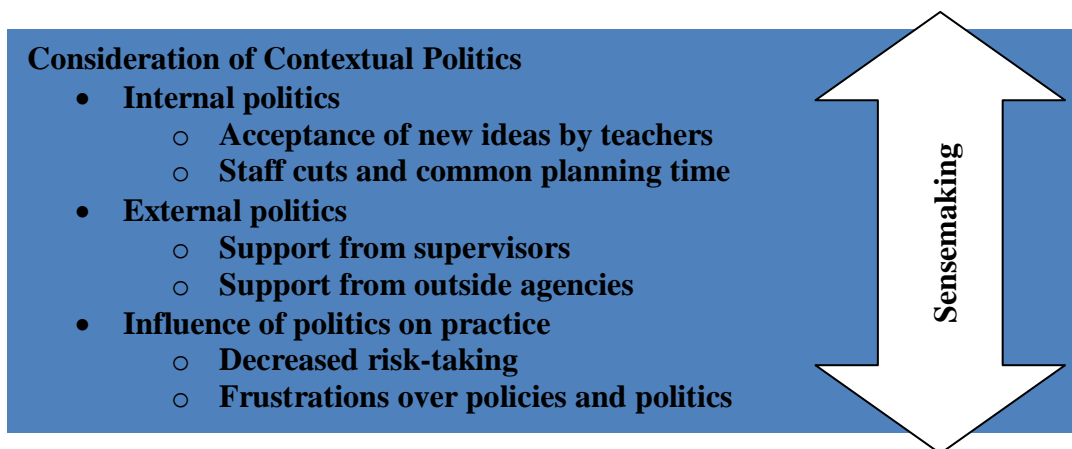 Consideration of Contextual Politics
• Internal politics
o Acceptance of new ideas by teachers
o Staff cuts and common planning time
• External politics
o Support from supervisors
o Support from outside agencies
• Influence of politics on practice
o Decreased risk-taking
o Frustrations over policies and politics
Sensemaking